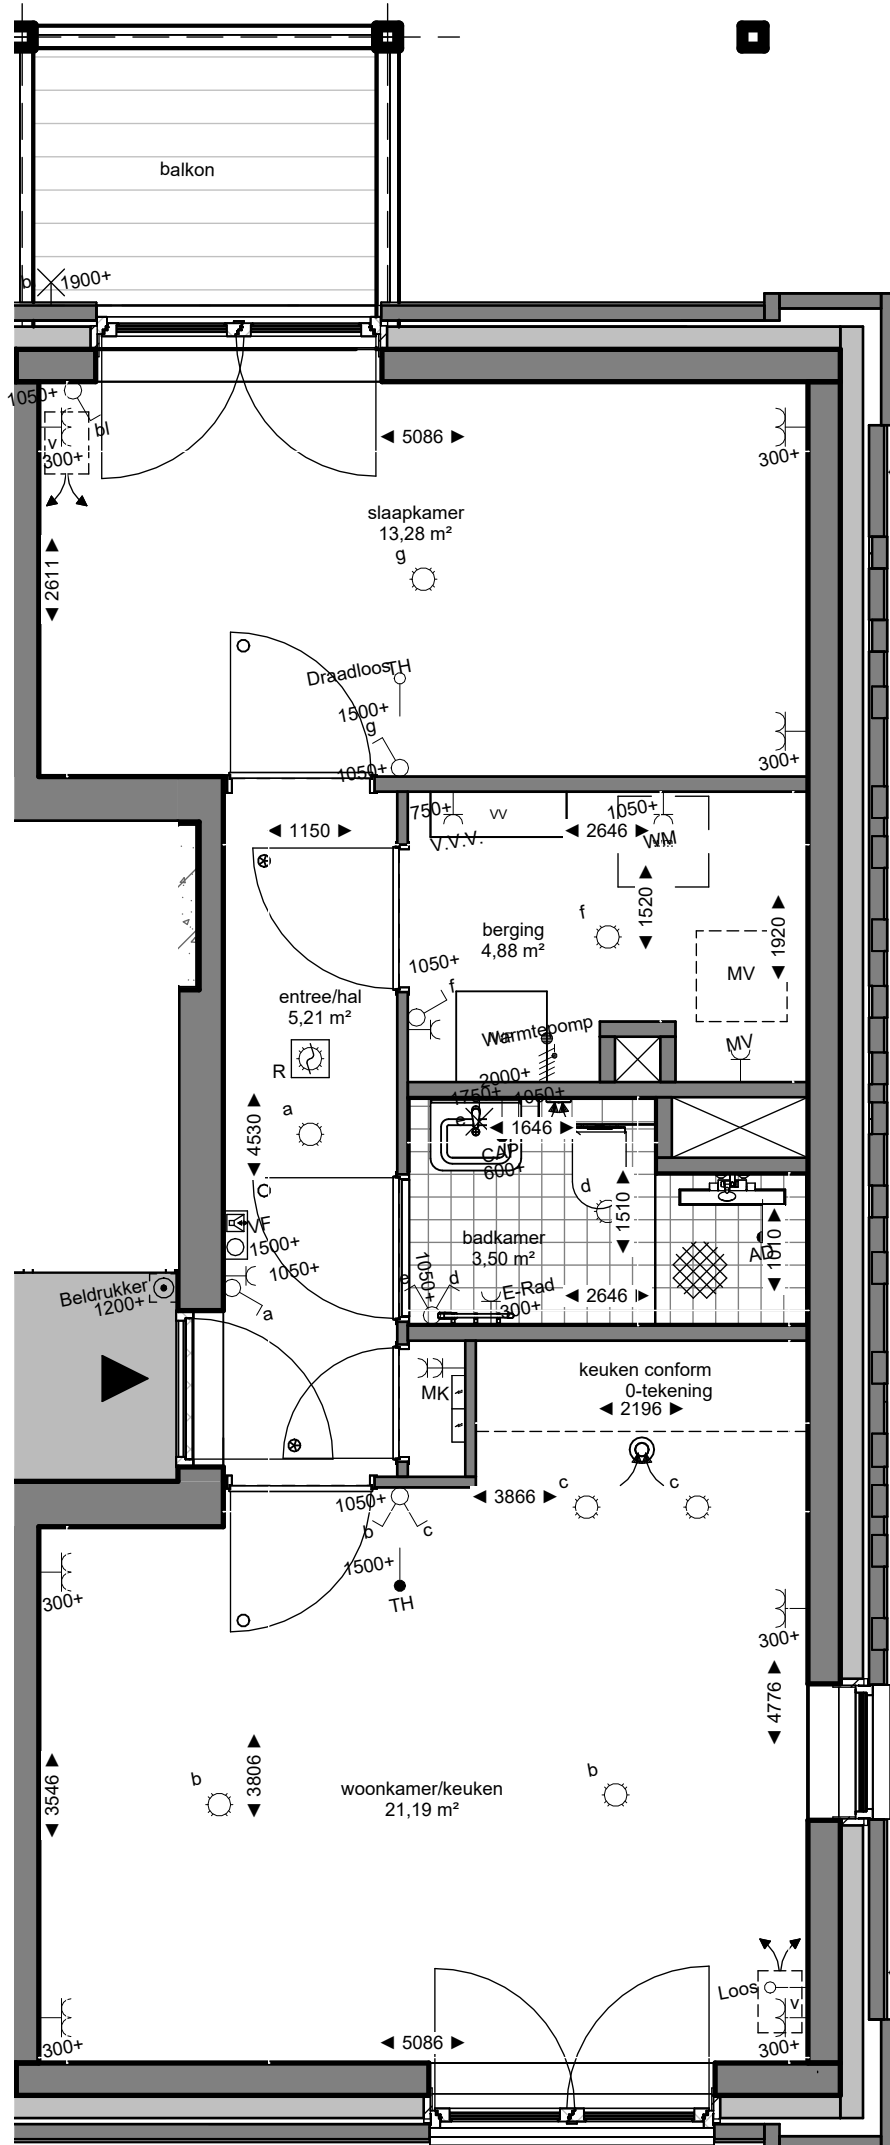 balkon
b
1900+
1050+
bl
v
300+
5086
300+
slaapkamer
13,28 m²
g
2611
Draadloos
TH
1500+
g
1050+
300+
1150
750+
vv
V.V.V.
1050+
2646
WM
1520
f
berging
4,88 m²
1920
1050+
f
MV
entree/hal
5,21 m²
Warmtepomp
MV
R
2000+
a
1750+
1050+
e
1646
4530
CAP
600+
d
1510
VF
1500+
badkamer
3,50 m²
1010
AD
1050+
1050+
e
d
E-Rad
300+
2646
Beldrukker
1200+
a
MK
keuken conform
0-tekening
2196
c
c
3866
1050+
b
c
1500+
TH
300+
300+
4776
b
b
3546
3806
woonkamer/keuken
21,19 m²
Loos
v
300+
5086
300+